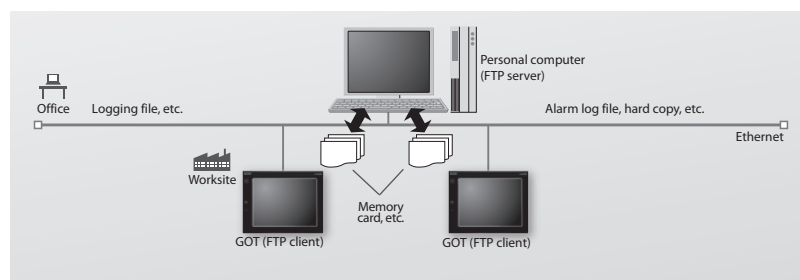 Personal computer
(FTP server)
Office
Logging file, etc.
Alarm log file, hard copy, etc.
Ethernet
Worksite
Memory
card, etc.
GOT (FTP client)
GOT (FTP client)